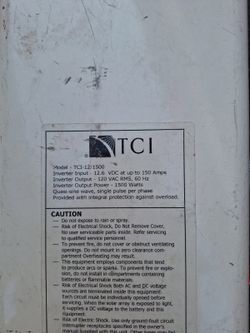 TCI
Model - TCI-12/1500
Inverter Input - 12.6 VDC at up to 150 Amps
Inverter Output - 120 VAC RMS, 60 Hz
Inverter Output Power - 1500 Watts
Quasi-sine wave, single pulse per phase
Provided with integral protection against overload.
CAUTION
— Do not expose to rain or spray.
— Risk of Electrical Shock, Do Not Remove Cover,
No user serviceable parts inside. Refer servicing
to qualified service personnel.
— To prevent fire, do not cover or obstruct ventilating
openings. Do not mount in zero clearance com-
partment Overheating may result.
— This equipment employs components that tend
to produce arcs or sparks. To prevent fire or explo-
sion, do not install in compartments containing
batteries or flammable materials.
— Risk of Electrical Shock Both AC and DC voltage
sources are terminated inside this equipment.
Each circuit must be individually opened before
servicing. When the solar array is exposed to light,
it supplies a DC voltage to the battery and this
Equipment.
— Risk of Electric Shock. Use only ground-fault circuit
interrupter receptacles specified in the owner's